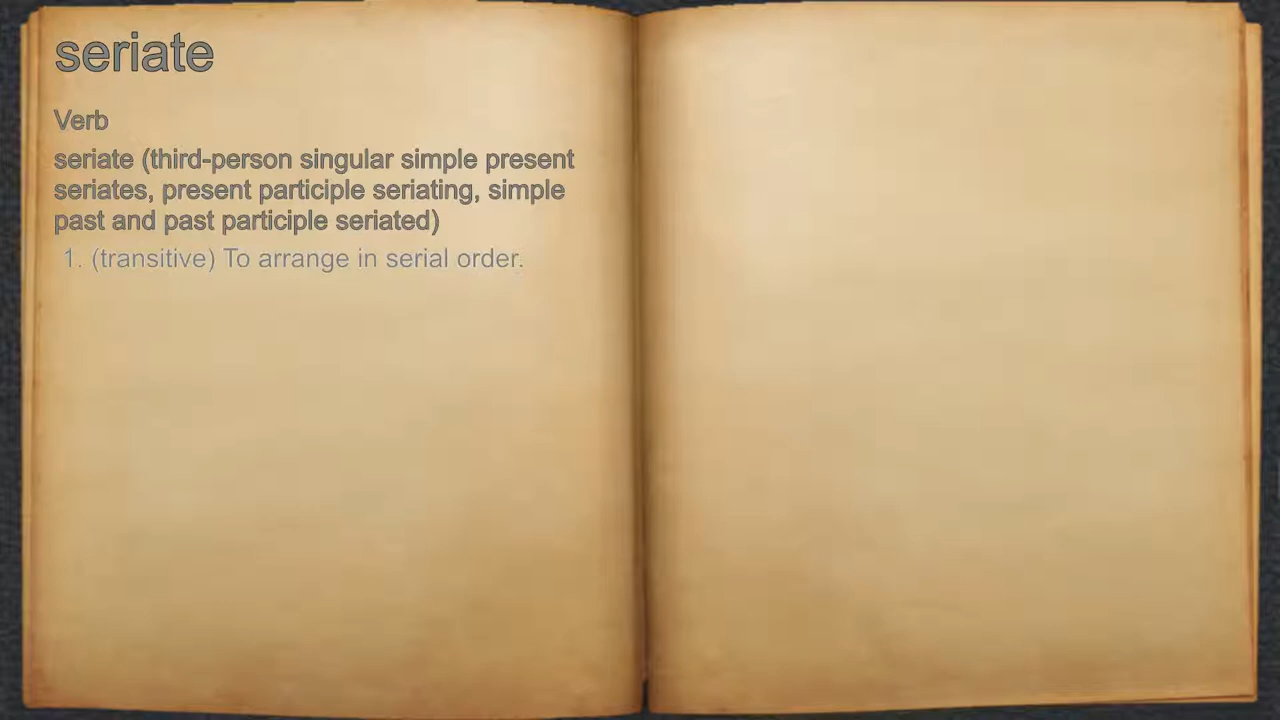 seriate
Verb
seriate (third-person singular simple present
seriates, present participle seriating, simple
past and past participle seriated)
1. (transitive) To arrange in serial order.